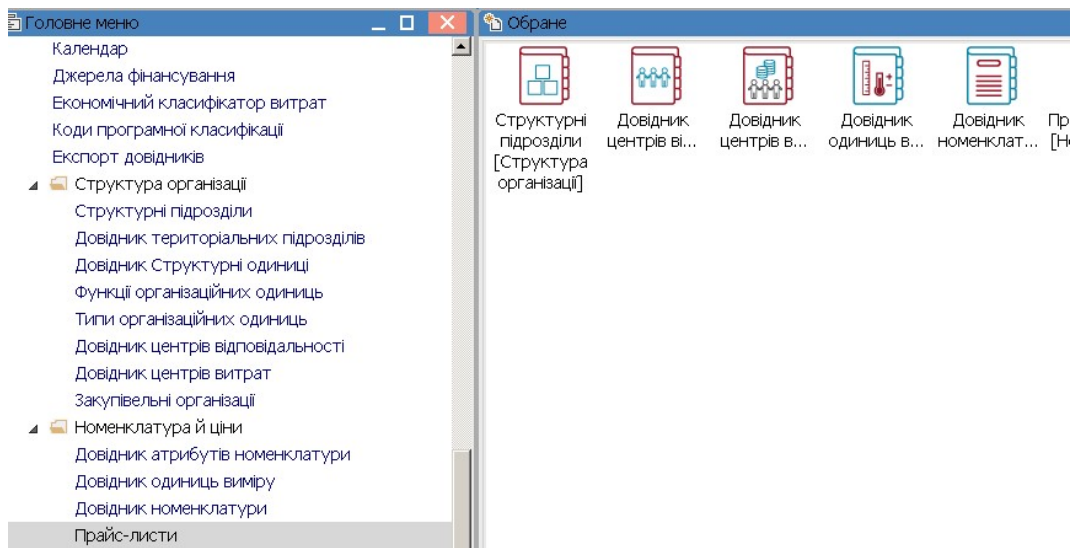 Головне меню
Календар
Джерела фінансування
Економічний класифікатор витрат
Коди програмної класифікації
Експорт довідників
Структура організації
Структурні підрозділи
Довідник територіальних підрозділів
Довідник Структурні одиниці
Функції організаційних одиниць
Типи організаційних одиниць
Довідник центрів відповідальності
Довідник центрів витрат
Закупівельні організації
Номенклатура й ціни
Довідник атрибутів номенклатури
Довідник одиниць виміру
Довідник номенклатури
Прайс-листи
Обране
Структурні
підрозділи
[Структура
організації]
Довідник
центрів ві...
Довідник
центрів в...
Довідник
одиниць в...
Довідник
номенклат...